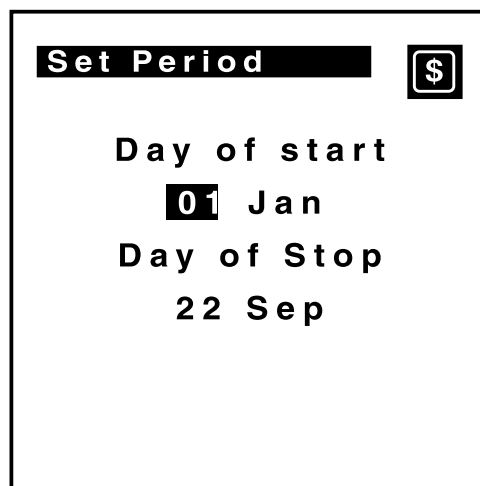 Set Period
$
Day of start
01 Jan
Day of Stop
22 Sep